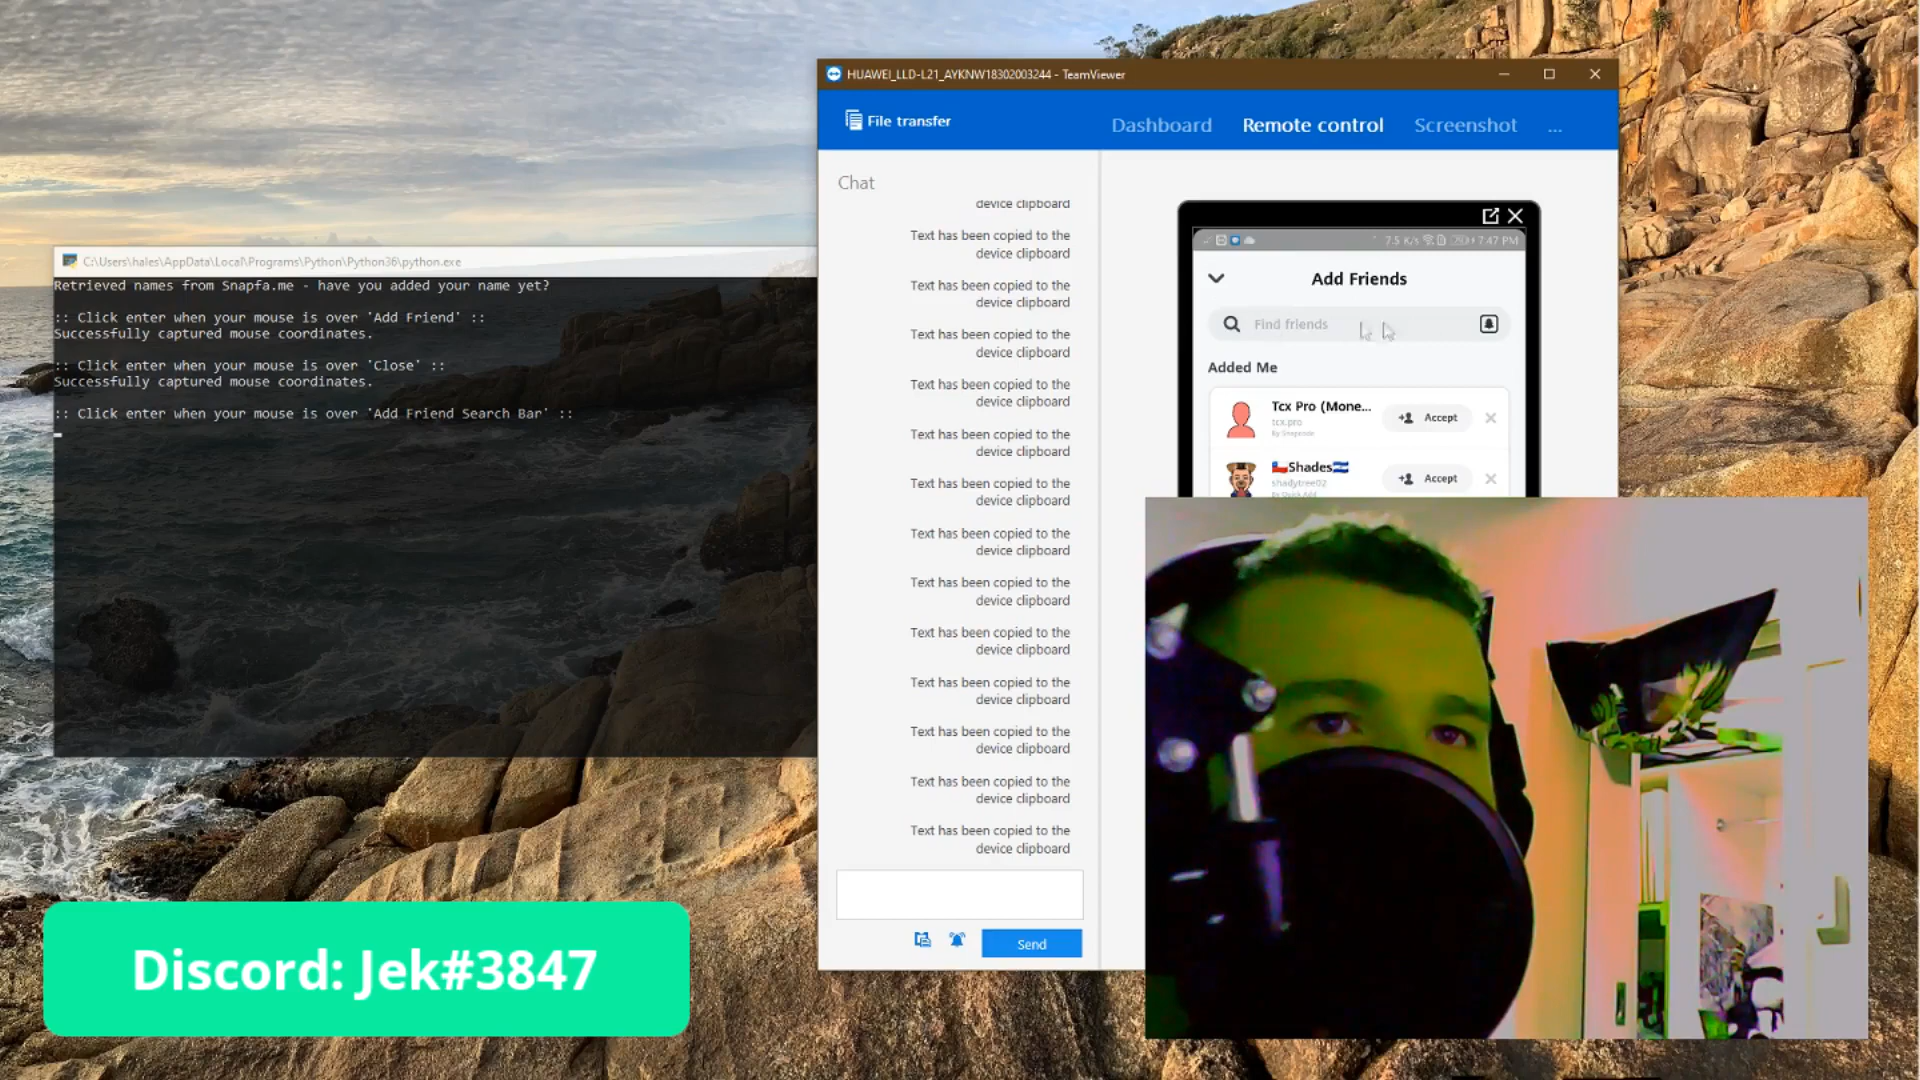 HUAWEI_LLD-L21_AYKNW18302003244 - TeamViewer
File transfer
Dashboard
Remote control
Screenshot
...
Chat
device clipboard
Text has been copied to the
device clipboard
Text has been copied to the
device clipboard
Text has been copied to the
device clipboard
Text has been copied to the
device clipboard
Text has been copied to the
device clipboard
Text has been copied to the
device clipboard
Text has been copied to the
device clipboard
Text has been copied to the
device clipboard
Text has been copied to the
device clipboard
Text has been copied to the
device clipboard
Text has been copied to the
device clipboard
Text has been copied to the
device clipboard
Text has been copied to the
device clipboard
Send
7.5 K/s
7:47 PM
Add Friends
Find friends
Added Me
Tcx Pro (Mone...
tcx.pro
By Snapcode
Accept
Shades
shadytree02
By Quick Add
Accept
C:\Users\hales\AppData\Local\Programs\Python\Python36\python.exe
Retrieved names from Snapfa.me - have you added your name yet?
:: Click enter when your mouse is over 'Add Friend' ::
Successfully captured mouse coordinates.
:: Click enter when your mouse is over 'Close' ::
Successfully captured mouse coordinates.
:: Click enter when your mouse is over 'Add Friend Search Bar' ::
Discord: Jek#3847